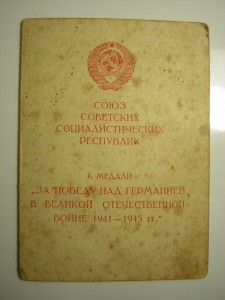 СОЮЗ
СОВЕТСКИХ
СОЦИАЛИСТИЧЕСКИХ
РЕСПУБЛИК
К МЕДАЛИ
„ЗА ПОБЕДУ НАД ГЕРМАНИЕЙ
В ВЕЛИКОЙ ОТЕЧЕСТВЕННОЙ
ВОЙНЕ 1941—1945 гг."